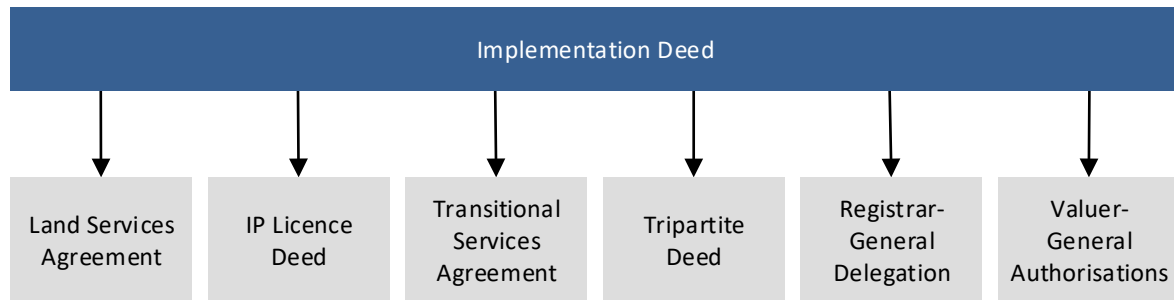 Implementation Deed
Land Services
Agreement
IP Licence
Deed
Transitional
Services
Agreement
Tripartite
Deed
Registrar-
General
Delegation
Valuer-
General
Authorisations